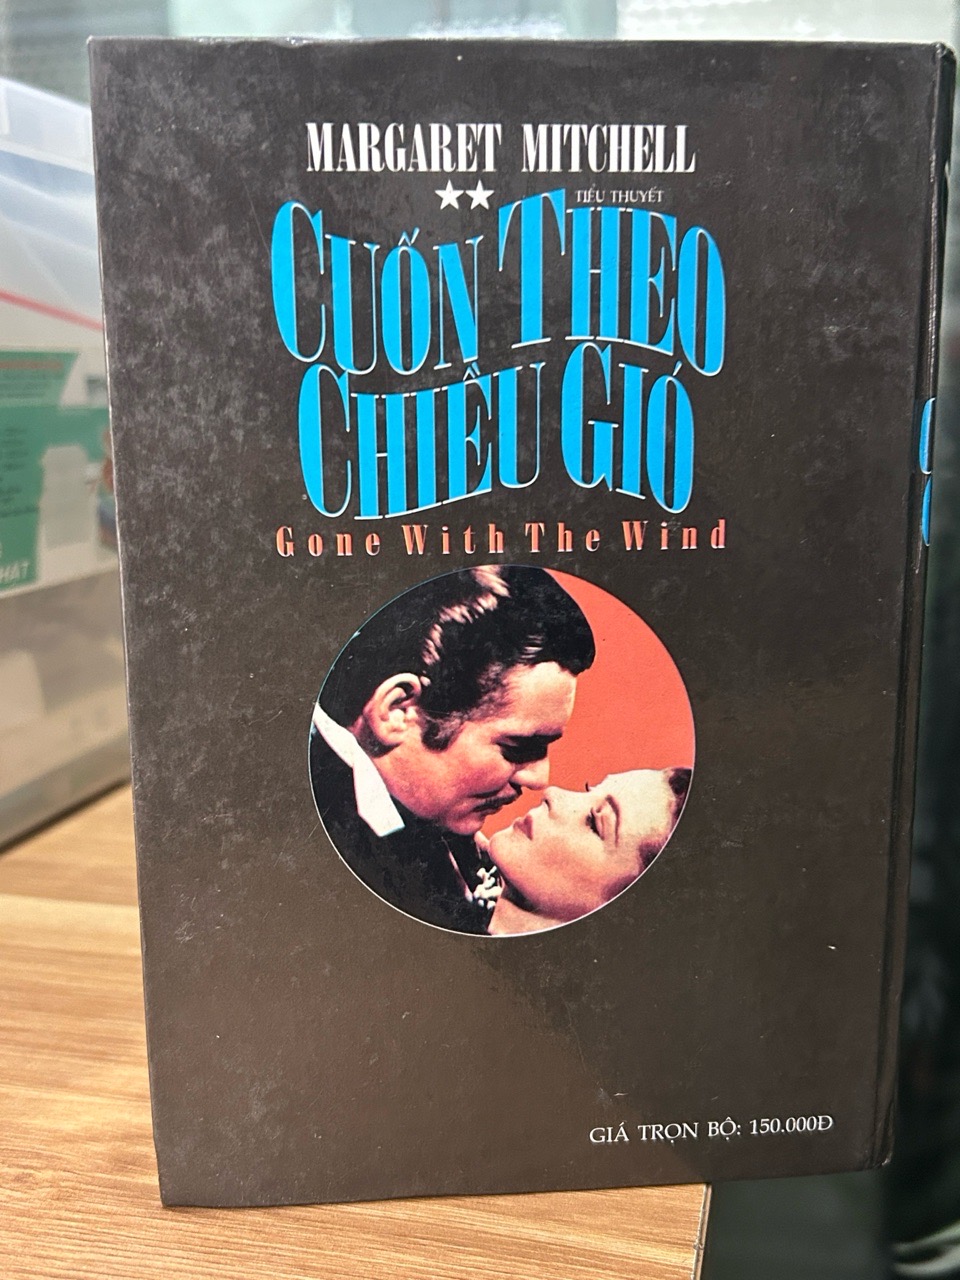 MARGARET MITCHELL
★★ TIỂU THUYẾT
CUỐN THEO
CHIỀU GIÓ
Gone With The Wind
GIÁ TRỌN BỘ: 150.000Đ